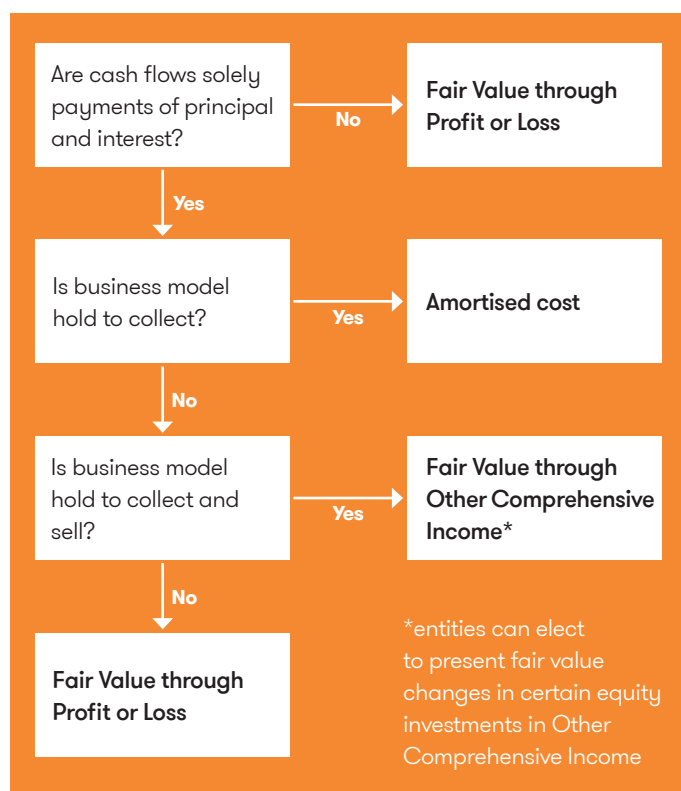 Are cash flows solely
payments of principal
and interest?
No
Fair Value through
Profit or Loss
Yes
Is business model
hold to collect?
Yes
Amortised cost
No
Is business model
hold to collect and
sell?
Yes
Fair Value through
Other Comprehensive
Income*
No
Fair Value through
Profit or Loss
*entities can elect
to present fair value
changes in certain equity
investments in Other
Comprehensive Income